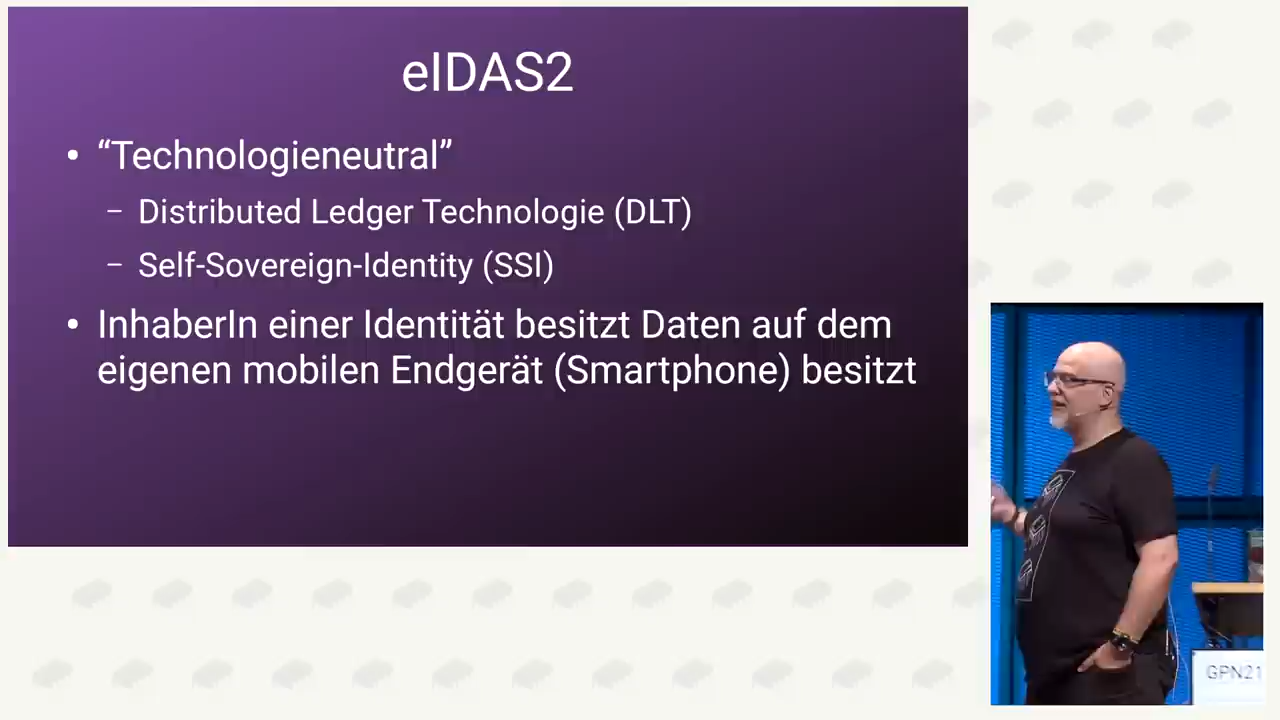 eIDAS2
• “Technologieneutral”
– Distributed Ledger Technologie (DLT)
– Self-Sovereign-Identity (SSI)
• InhaberIn einer Identität besitzt Daten auf dem
eigenen mobilen Endgerät (Smartphone) besitzt
GPN21